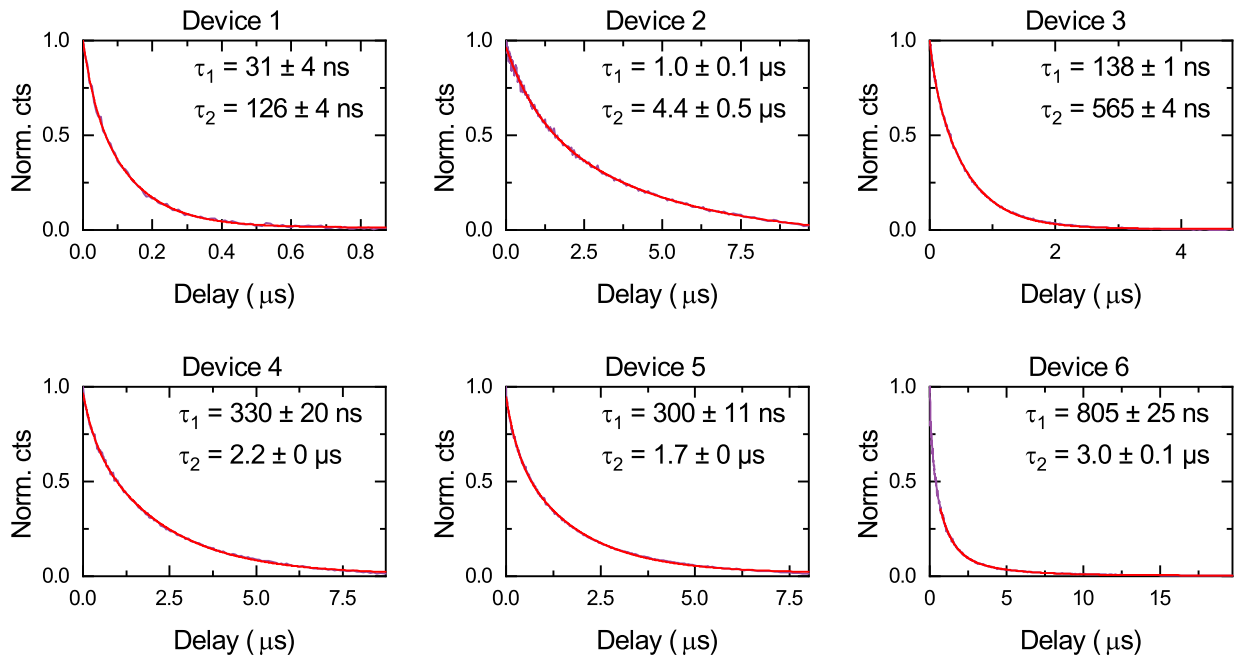 Device 1
Norm. cts
1.0
0.5
0.0
τ1 = 31 ± 4 ns
τ2 = 126 ± 4 ns
0.0 0.2 0.4 0.6 0.8
Delay ( μs)
Device 2
Norm. cts
1.0
0.5
0.0
τ1 = 1.0 ± 0.1 µs
τ2 = 4.4 ± 0.5 µs
0.0 2.5 5.0 7.5
Delay ( μs)
Device 3
Norm. cts
1.0
0.5
0.0
τ1 = 138 ± 1 ns
τ2 = 565 ± 4 ns
0 2 4
Delay ( μs)
Device 4
Norm. cts
1.0
0.5
0.0
τ1 = 330 ± 20 ns
τ2 = 2.2 ± 0 µs
0.0 2.5 5.0 7.5
Delay ( μs)
Device 5
Norm. cts
1.0
0.5
0.0
τ1 = 300 ± 11 ns
τ2 = 1.7 ± 0 µs
0.0 2.5 5.0 7.5
Delay ( μs)
Device 6
Norm. cts
1.0
0.5
0.0
τ1 = 805 ± 25 ns
τ2 = 3.0 ± 0.1 µs
0 5 10 15
Delay ( μs)